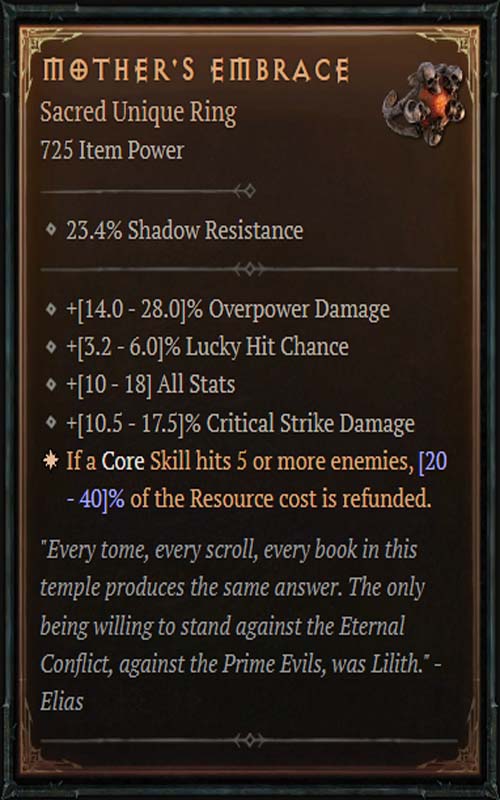 MOTHER'S EMBRACE
Sacred Unique Ring
725 Item Power
23.4% Shadow Resistance
+[14.0 - 28.0]% Overpower Damage
+[3.2 - 6.0]% Lucky Hit Chance
+[10 - 18] All Stats
+[10.5 - 17.5]% Critical Strike Damage
If a Core Skill hits 5 or more enemies, [20
- 40]% of the Resource cost is refunded.
"Every tome, every scroll, every book in this
temple produces the same answer. The only
being willing to stand against the Eternal
Conflict, against the Prime Evils, was Lilith." -
Elias